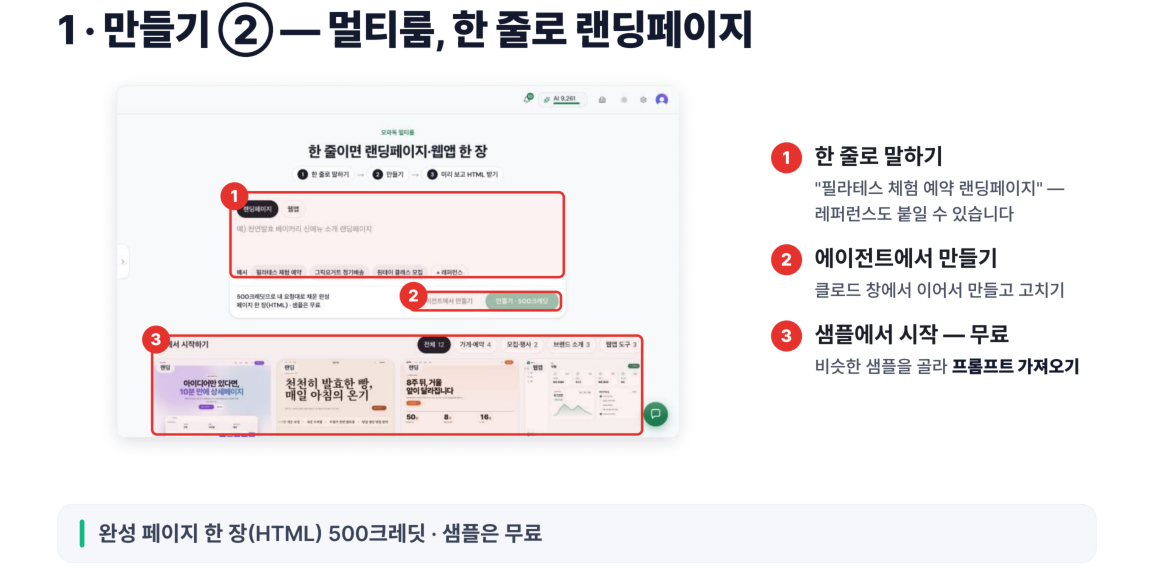 1 · 만들기 ② — 멀티룸, 한 줄로 랜딩페이지
AI 9,261
오파독 멀티룸
한 줄이면 랜딩페이지·웹앱 한 장
1 한 줄로 말하기 → 2 만들기 → 3 미리 보고 HTML 받기
1
랜딩페이지 웹앱
예) 천연발효 베이커리 신메뉴 소개 랜딩페이지
예시 필라테스 체험 예약 그릭요거트 정기배송 원데이 클래스 모집 + 레퍼런스
500크레딧으로 내 요청대로 채운 완성
페이지 한 장(HTML) · 샘플은 무료
2
만들기 · 500크레딧
3
시작하기
전체 12 가게·예약 4 모집·행사 2 브랜드 소개 3 웹앱 도구 3
랜딩
아이디어만 있다면,
10분 만에 상세페이지
랜딩
천천히 발효한 빵,
매일 아침의 온기
랜딩
8주 뒤, 거울
앞이 달라집니다
웹앱
1 한 줄로 말하기
"필라테스 체험 예약 랜딩페이지" —
레퍼런스도 붙일 수 있습니다
2 에이전트에서 만들기
클로드 창에서 이어서 만들고 고치기
3 샘플에서 시작 — 무료
비슷한 샘플을 골라 프롬프트 가져오기
완성 페이지 한 장(HTML) 500크레딧 · 샘플은 무료